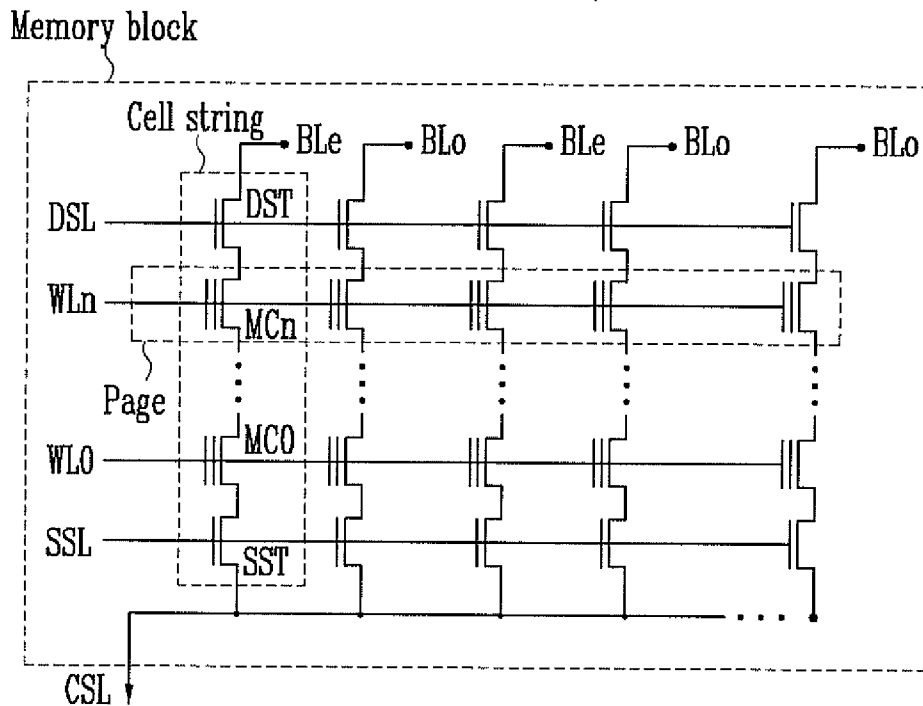 Memory block
Cell string
BLe BLo BLe BLo BLo
DSL DST
WLn
MCn
Page
WL0 MC0
SSL
SST
CSL